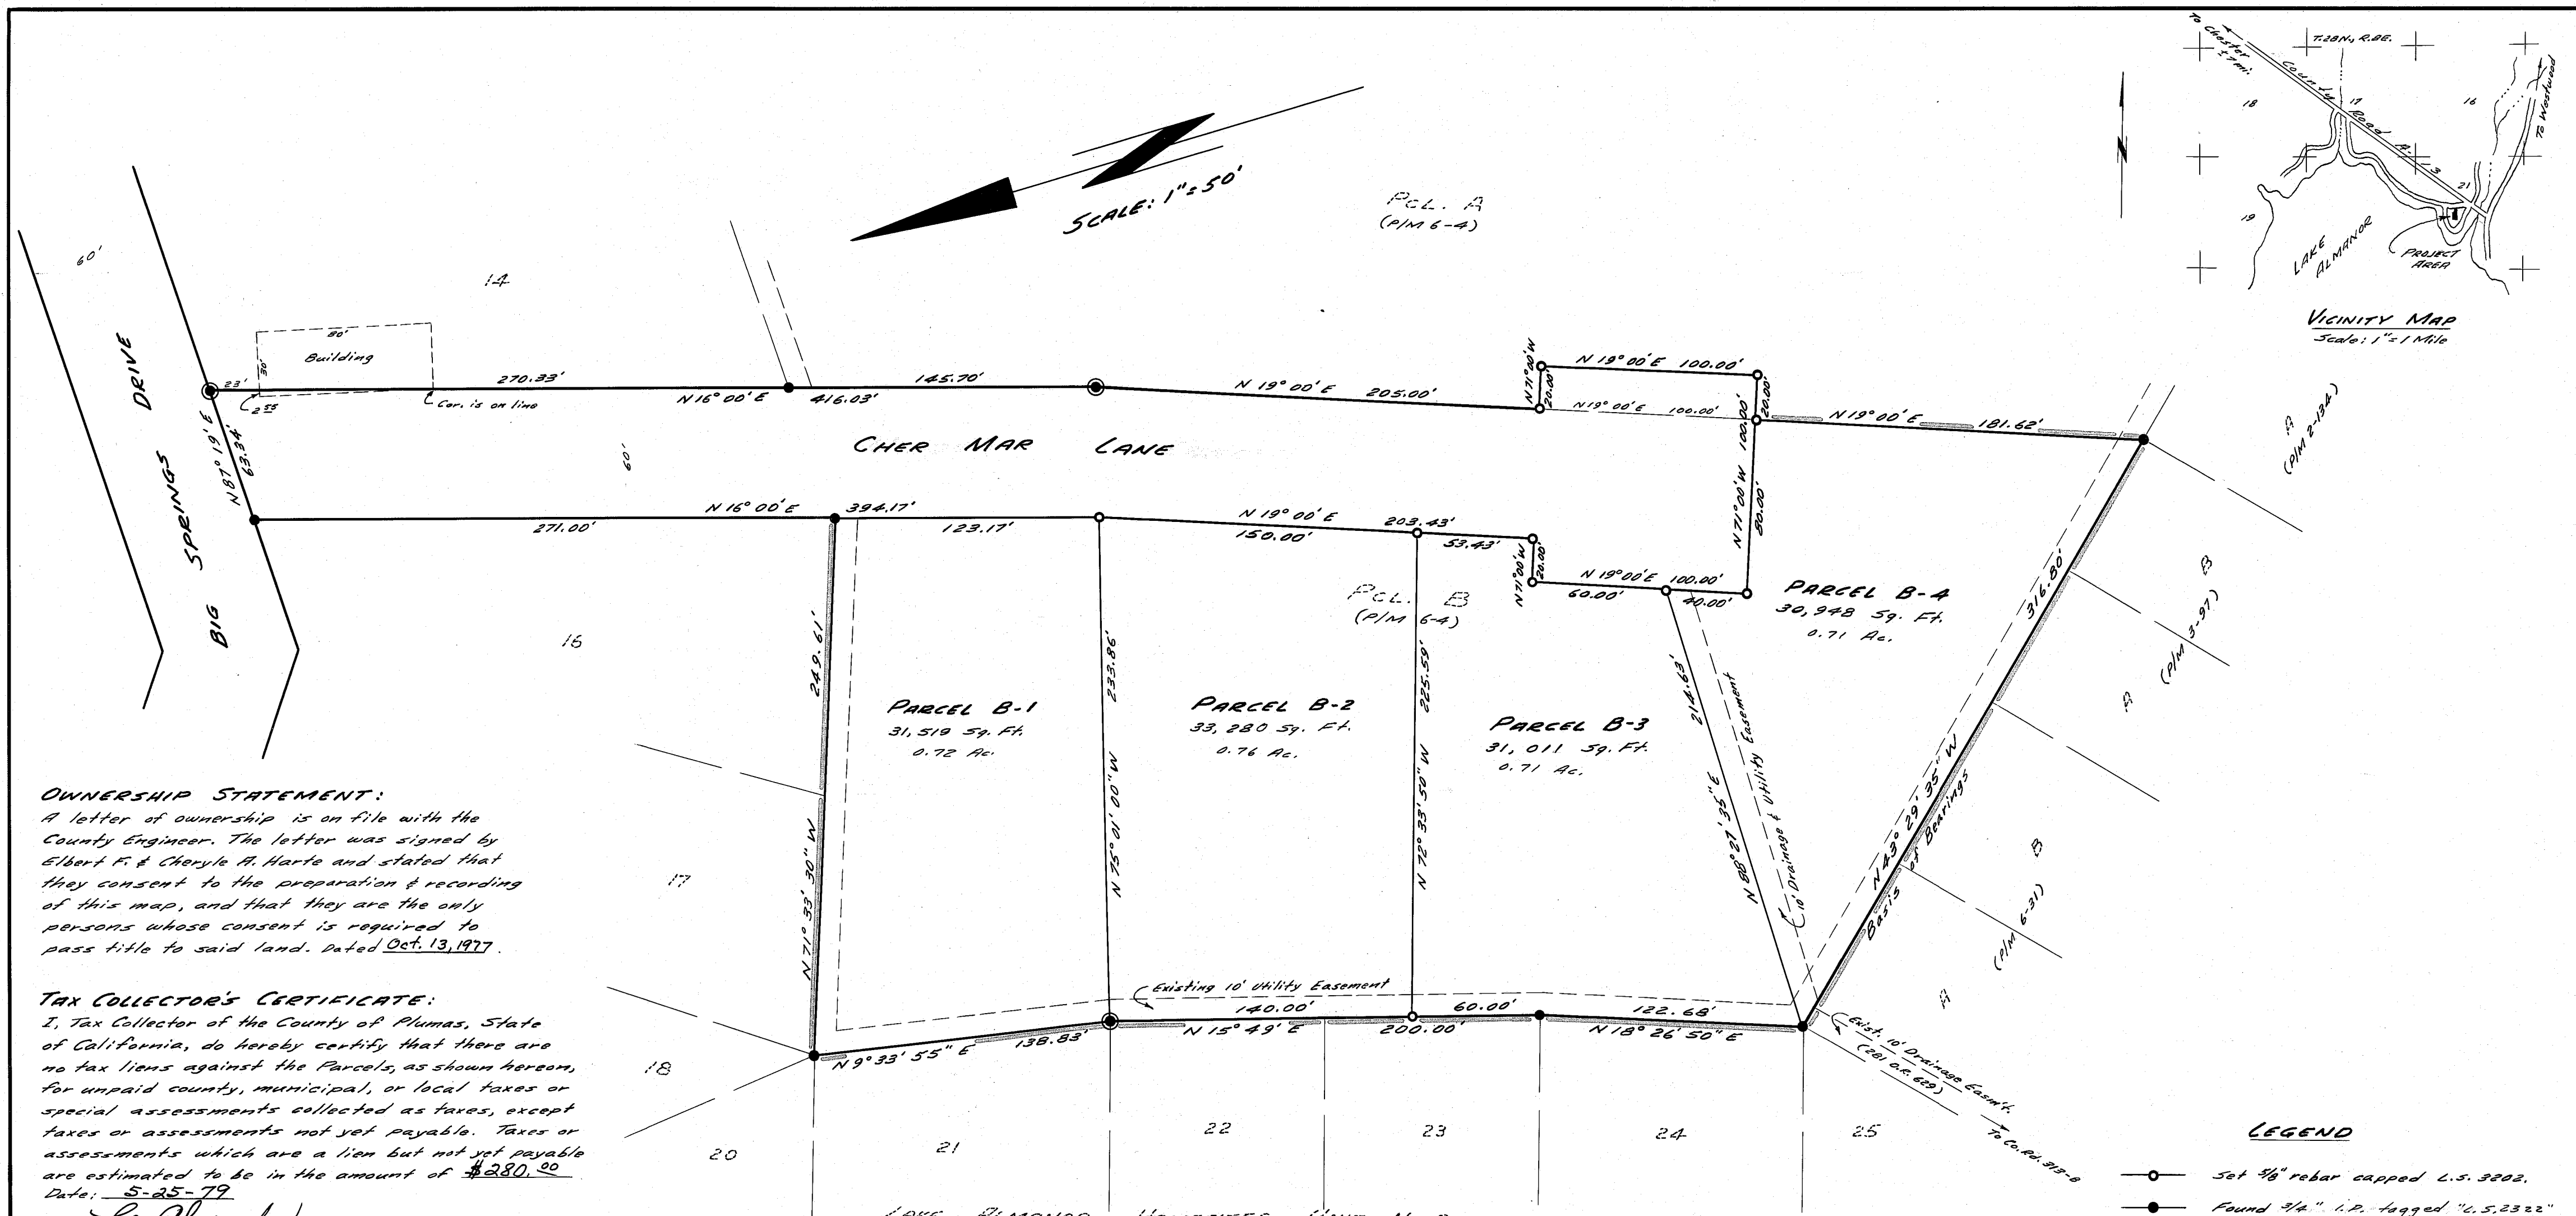 To Chester
± 7 mi.
T.28N., R.8E.
County Road
17
16
18
21
19
To Westwood
LAKE
ALMANOR
PROJECT
AREA
VICINITY MAP
Scale: 1"=1 Mile
SCALE: 1"=50'
PCL. A
(P/M 6-4)
60'
BIG SPRINGS DRIVE
14
80'
30'
Building
23'
2.55
Cor. is on line
270.33'
N 16° 00' E
416.03'
145.70'
N 19° 00' E 205.00'
N 71° 00' W
20.00'
N 19° 00' E 100.00'
20.00'
N 19° 00' E 100.00'
N 19° 00' E 181.62'
N 87° 19' E
63.34'
60'
CHER MAR LANE
N 71° 00' W 100.00'
80.00'
271.00'
N 16° 00' E
394.17'
123.17'
N 19° 00' E 203.43'
150.00'
53.43'
N 71° 00' W
20.00'
N 19° 00' E 100.00'
60.00'
40.00'
16
PCL. B
(P/M 6-4)
PARCEL B-4
30,948 Sq. Ft.
0.71 Ac.
PARCEL B-1
31,519 Sq. Ft.
0.72 Ac.
PARCEL B-2
33,280 Sq. Ft.
0.76 Ac.
PARCEL B-3
31,011 Sq. Ft.
0.71 Ac.
249.61'
N 71° 33' 30" W
233.86'
N 75° 01' 00" W
225.59'
N 72° 33' 50" W
214.63'
N 88° 27' 35" E
10' Drainage & Utility Easement
316.80'
N 43° 29' 35" W
Basis of Bearings
A
(P/M 2-134)
B
(P/M 3-97)
A
B
(P/M 6-31)
A
OWNERSHIP STATEMENT:
A letter of ownership is on file with the
County Engineer. The letter was signed by
Elbert F. & Cheryle A. Harte and stated that
they consent to the preparation & recording
of this map, and that they are the only
persons whose consent is required to
pass title to said land. Dated Oct. 13, 1977.
TAX COLLECTOR'S CERTIFICATE:
I, Tax Collector of the County of Plumas, State
of California, do hereby certify that there are
no tax liens against the Parcels, as shown hereon,
for unpaid county, municipal, or local taxes or
special assessments collected as taxes, except
taxes or assessments not yet payable. Taxes or
assessments which are a lien but not yet payable
are estimated to be in the amount of $280.00
Date: 5-25-79
17
18
20
Existing 10' Utility Easement
N 9° 33' 55" E 138.83'
140.00'
60.00'
N 15° 49' E 200.00'
122.68'
N 18° 26' 50" E
Exist. 10' Drainage Easm't.
(281 O.R. 629)
To Co. Rd. 313-B
21
22
23
24
25
LEGEND
Set 5/8" rebar capped L.S. 3202.
Found 3/4" I.P. tagged "L.S. 2322"